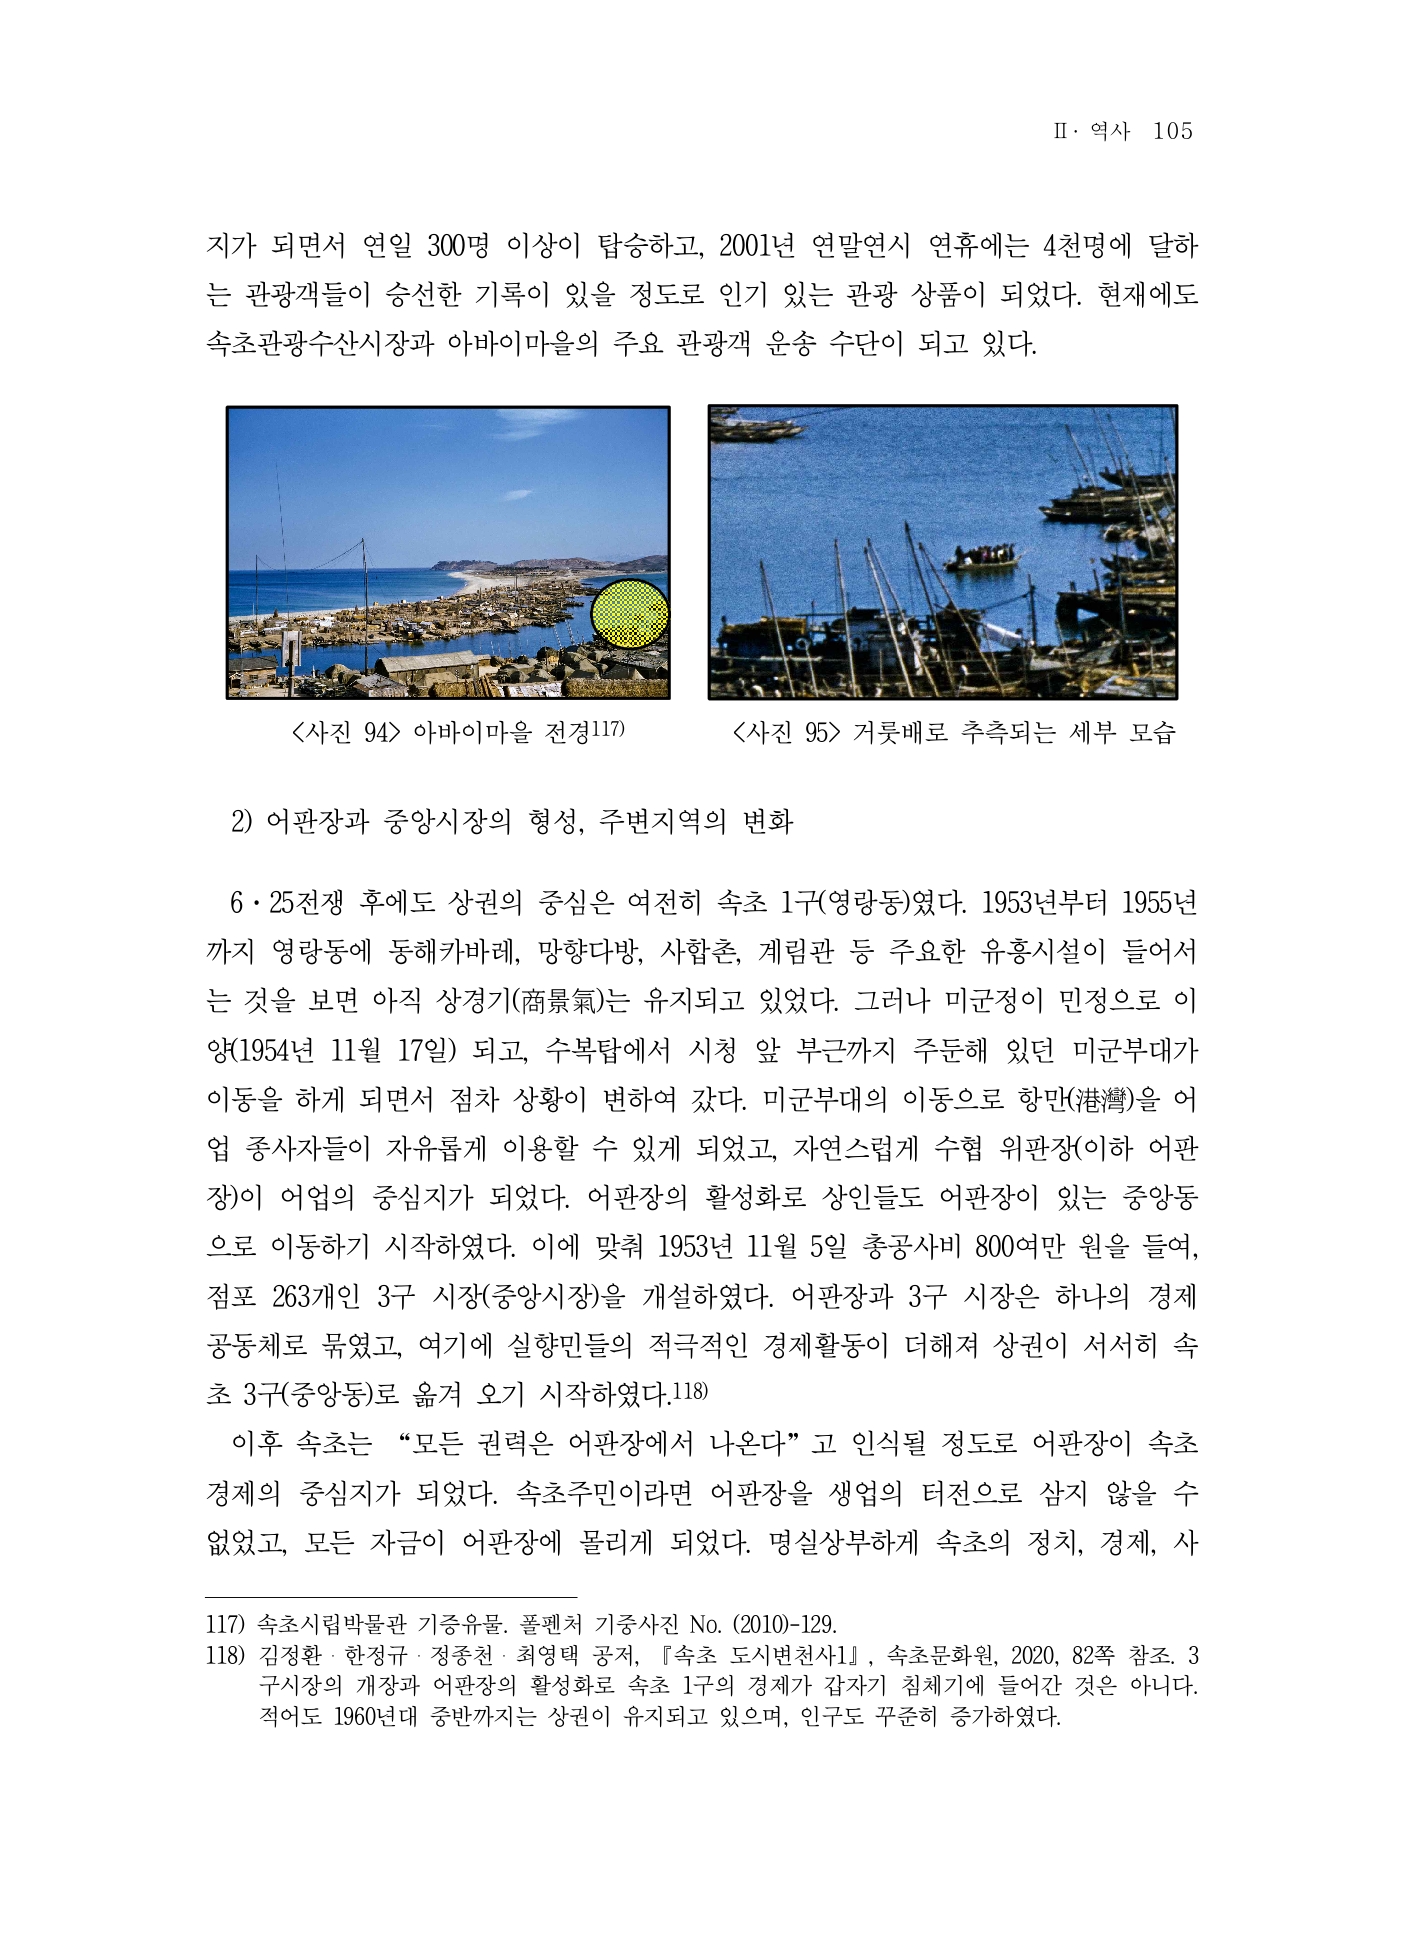 Ⅱ· 역사 105
지가 되면서 연일 300명 이상이 탑승하고, 2001년 연말연시 연휴에는 4천명에 달하
는 관광객들이 승선한 기록이 있을 정도로 인기 있는 관광 상품이 되었다. 현재에도
속초관광수산시장과 아바이마을의 주요 관광객 운송 수단이 되고 있다.
<사진 94> 아바이마을 전경117)
<사진 95> 거룻배로 추측되는 세부 모습
2) 어판장과 중앙시장의 형성, 주변지역의 변화
6·25전쟁 후에도 상권의 중심은 여전히 속초 1구(영랑동)였다. 1953년부터 1955년
까지 영랑동에 동해카바레, 망향다방, 사합촌, 계림관 등 주요한 유흥시설이 들어서
는 것을 보면 아직 상경기(商景氣)는 유지되고 있었다. 그러나 미군정이 민정으로 이
양(1954년 11월 17일) 되고, 수복탑에서 시청 앞 부근까지 주둔해 있던 미군부대가
이동을 하게 되면서 점차 상황이 변하여 갔다. 미군부대의 이동으로 항만(港灣)을 어
업 종사자들이 자유롭게 이용할 수 있게 되었고, 자연스럽게 수협 위판장(이하 어판
장)이 어업의 중심지가 되었다. 어판장의 활성화로 상인들도 어판장이 있는 중앙동
으로 이동하기 시작하였다. 이에 맞춰 1953년 11월 5일 총공사비 800여만 원을 들여,
점포 263개인 3구 시장(중앙시장)을 개설하였다. 어판장과 3구 시장은 하나의 경제
공동체로 묶였고, 여기에 실향민들의 적극적인 경제활동이 더해져 상권이 서서히 속
초 3구(중앙동)로 옮겨 오기 시작하였다.118)
이후 속초는 “모든 권력은 어판장에서 나온다”고 인식될 정도로 어판장이 속초
경제의 중심지가 되었다. 속초주민이라면 어판장을 생업의 터전으로 삼지 않을 수
없었고, 모든 자금이 어판장에 몰리게 되었다. 명실상부하게 속초의 정치, 경제, 사
117) 속초시립박물관 기증유물. 폴펜처 기중사진 No. (2010)-129.
118) 김정환·한정규·정종천·최영택 공저, 『속초 도시변천사1』, 속초문화원, 2020, 82쪽 참조. 3
구시장의 개장과 어판장의 활성화로 속초 1구의 경제가 갑자기 침체기에 들어간 것은 아니다.
적어도 1960년대 중반까지는 상권이 유지되고 있으며, 인구도 꾸준히 증가하였다.